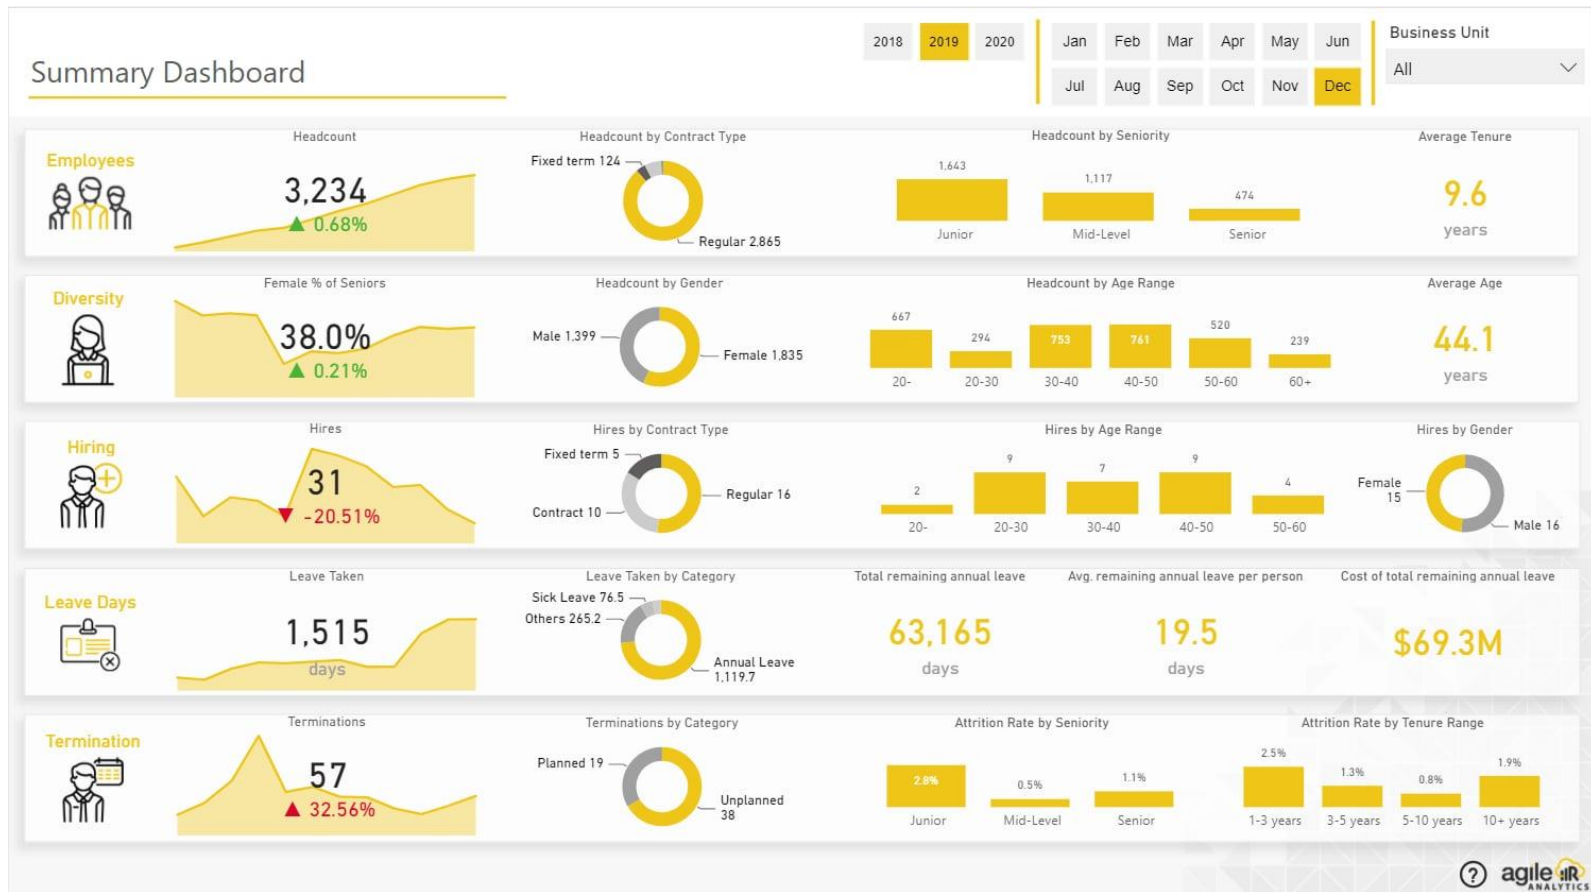 Summary Dashboard
2018 2019 2020
Jan Feb Mar Apr May Jun
Jul Aug Sep Oct Nov Dec
Business Unit
All
Employees
Headcount
3,234
▲ 0.68%
Headcount by Contract Type
Fixed term 124
Regular 2,865
Headcount by Seniority
1,643 1,117 474
Junior Mid-Level Senior
Average Tenure
9.6
years
Diversity
Female % of Seniors
38.0%
▲ 0.21%
Headcount by Gender
Male 1,399
Female 1,835
Headcount by Age Range
667 294 753 761 520 239
20- 20-30 30-40 40-50 50-60 60+
Average Age
44.1
years
Hiring
Hires
31
▼ -20.51%
Hires by Contract Type
Fixed term 5
Regular 16
Contract 10
Hires by Age Range
2 9 7 9 4
20- 20-30 30-40 40-50 50-60
Hires by Gender
Female
15
Male 16
Leave Days
Leave Taken
1,515
days
Leave Taken by Category
Sick Leave 76.5
Others 265.2
Annual Leave
1,119.7
Total remaining annual leave
63,165
days
Avg. remaining annual leave per person
19.5
days
Cost of total remaining annual leave
$69.3M
Termination
Terminations
57
▲ 32.56%
Terminations by Category
Planned 19
Unplanned
38
Attrition Rate by Seniority
2.8% 0.5% 1.1%
Junior Mid-Level Senior
Attrition Rate by Tenure Range
2.5% 1.3% 0.8% 1.9%
1-3 years 3-5 years 5-10 years 10+ years
?
agile R
ANALYTICS